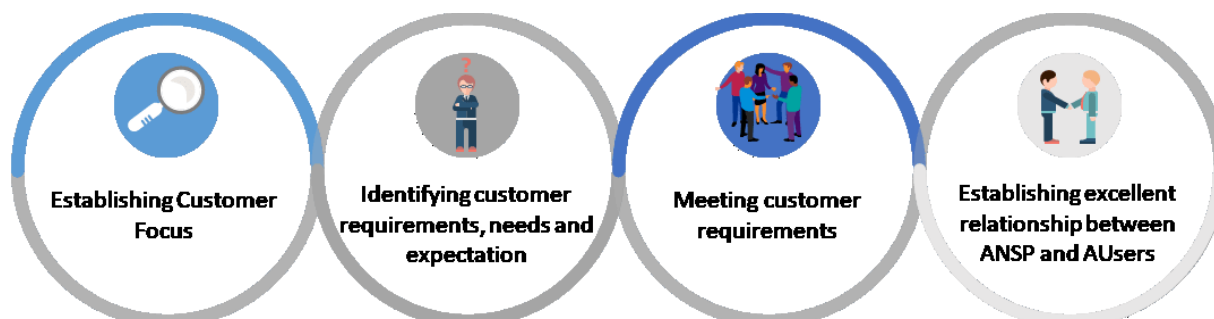 ?
Establishing Customer
Focus
Identifying customer
requirements, needs and
expectation
Meeting customer
requirements
Establishing excellent
relationship between
ANSP and AUsers